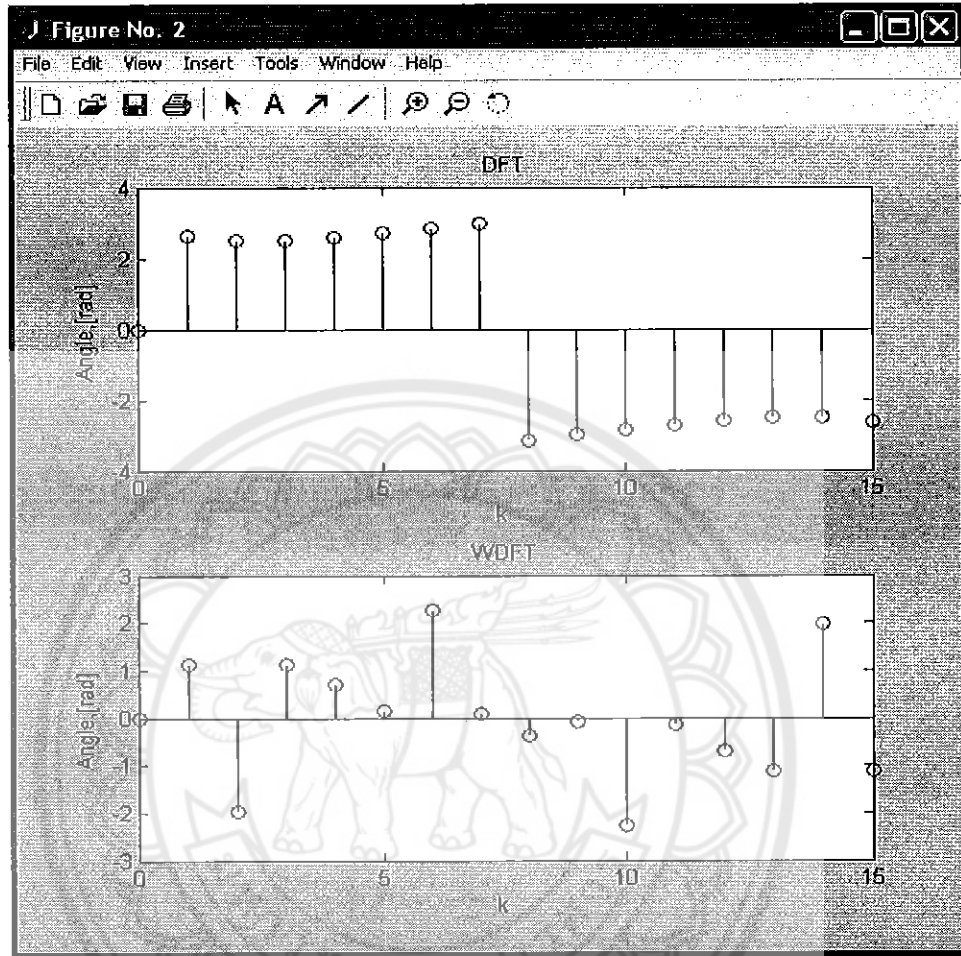 Figure No. 2
File Edit View Insert Tools Window Help
A
DFT
4
2
0
-2
-4
Angle,[rad]
0 5 10 15
k
WDFT
3
2
1
0
-1
-2
-3
Angle,[rad]
0 5 10 15
k